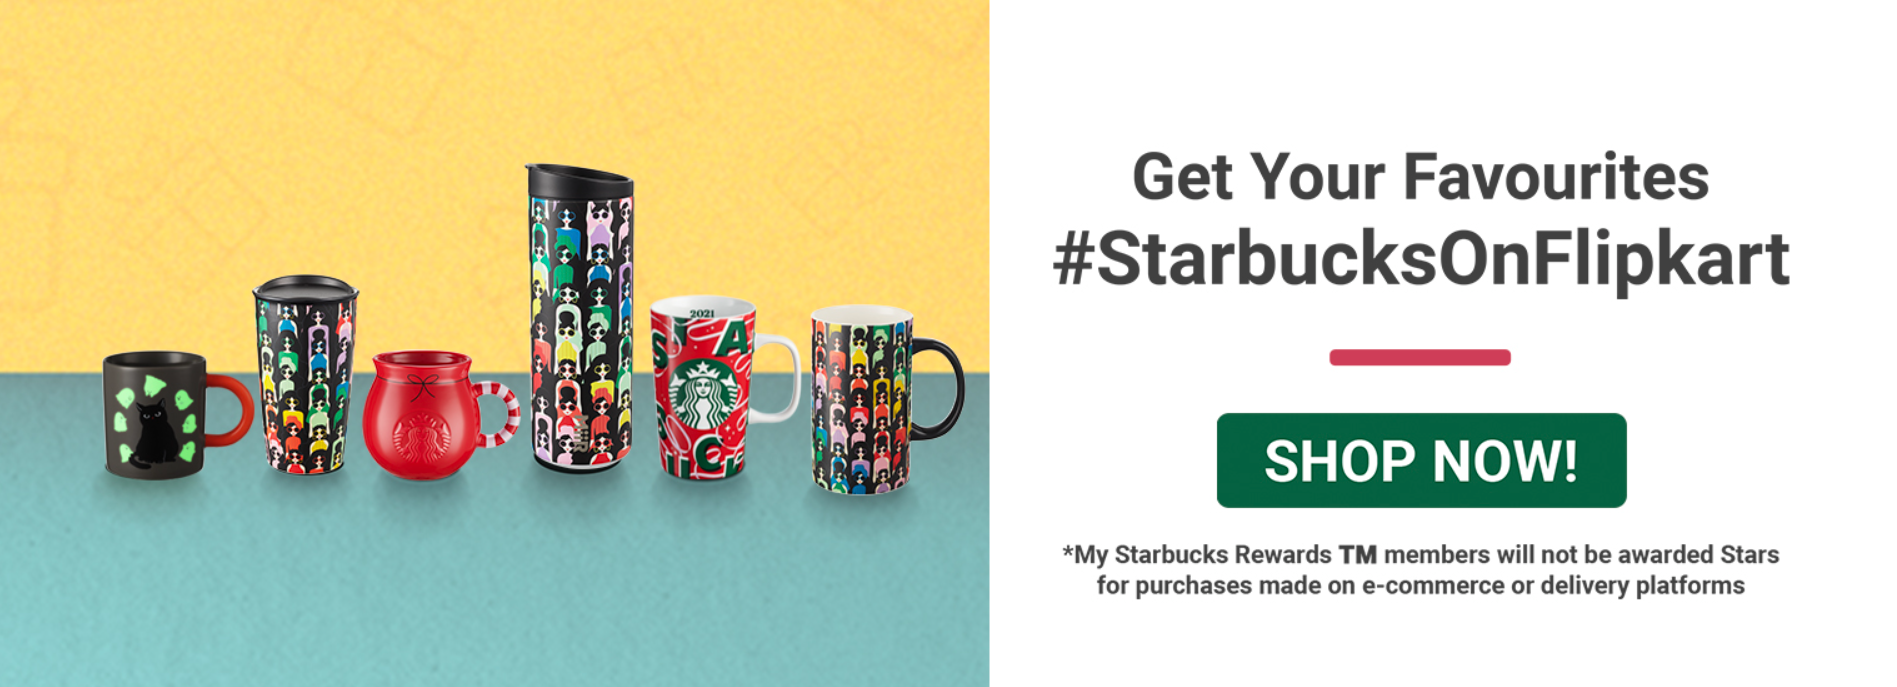 Get Your Favourites
#StarbucksOnFlipkart
SHOP NOW!
*My Starbucks Rewards TM members will not be awarded Stars
for purchases made on e-commerce or delivery platforms
2021